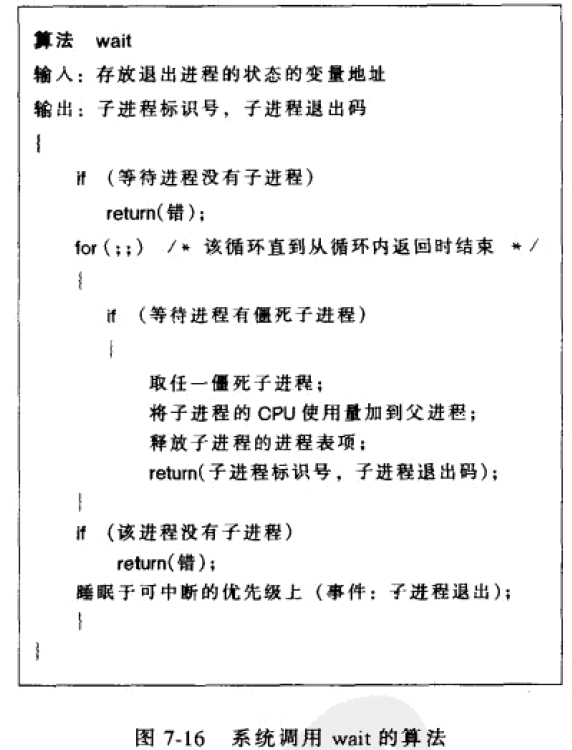 算法 wait
输入：存放退出进程的状态的变量地址
输出：子进程标识号，子进程退出码
{
if （等待进程没有子进程）
return(错)；
for (;;) /* 该循环直到从循环内返回时结束 */
{
if （等待进程有僵死子进程）
{
取任一僵死子进程；
将子进程的 CPU 使用量加到父进程；
释放子进程的进程表项；
return(子进程标识号，子进程退出码)；
}
if （该进程没有子进程）
return(错)；
睡眠于可中断的优先级上（事件：子进程退出）；
}
}
图 7-16 系统调用 wait 的算法